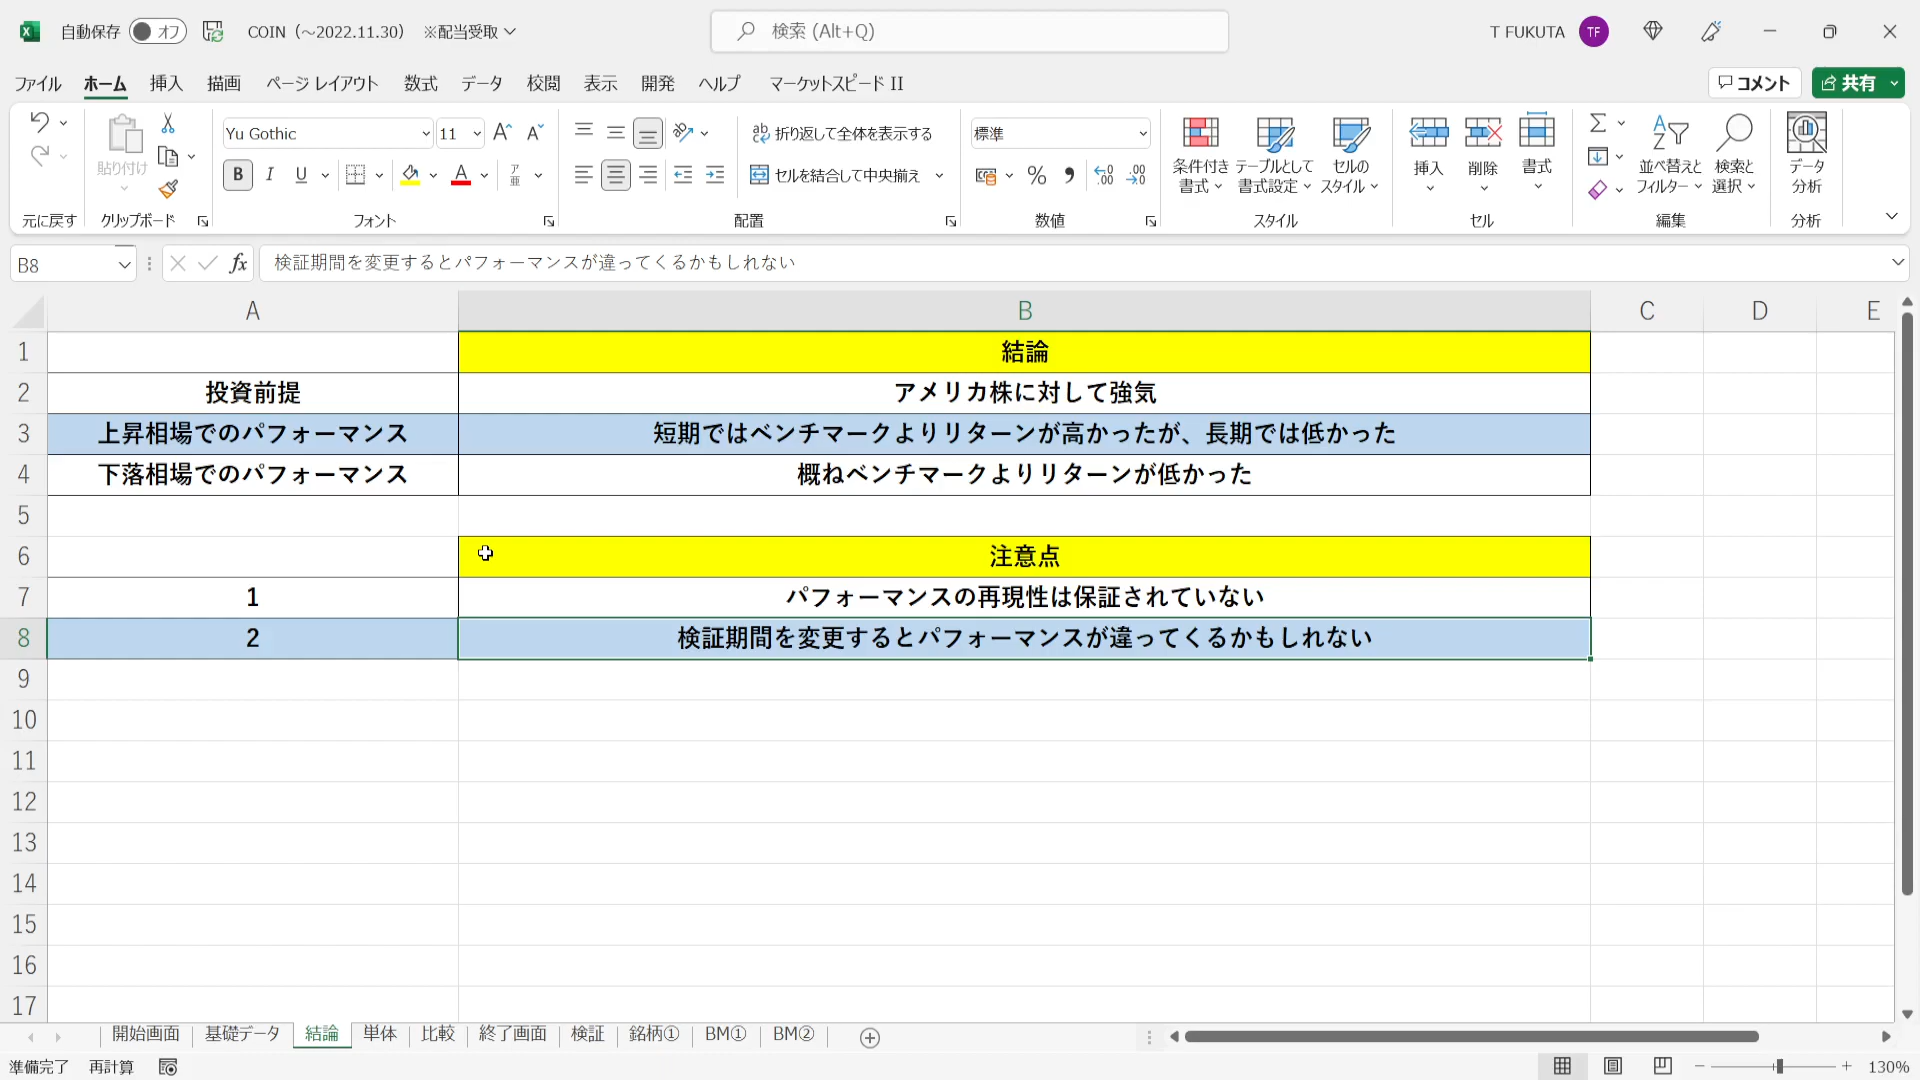 自動保存 オフ COIN（～2022.11.30） ※配当受取 検索 (Alt+Q) T FUKUTA TF
ファイル ホーム 挿入 描画 ページ レイアウト 数式 データ 校閲 表示 開発 ヘルプ マーケットスピード II コメント 共有
貼り付け Yu Gothic 11 折り返して全体を表示する 標準 条件付き書式 テーブルとして書式設定 セルのスタイル 挿入 削除 書式 並べ替えとフィルター 検索と選択 データ分析
B I U A ア亜 セルを結合して中央揃え
元に戻す クリップボード フォント 配置 数値 スタイル セル 編集 分析
B8 fx 検証期間を変更するとパフォーマンスが違ってくるかもしれない
A B C D E
1 結論
2 投資前提 アメリカ株に対して強気
3 上昇相場でのパフォーマンス 短期ではベンチマークよりリターンが高かったが、長期では低かった
4 下落相場でのパフォーマンス 概ねベンチマークよりリターンが低かった
5
6 注意点
7 1 パフォーマンスの再現性は保証されていない
8 2 検証期間を変更するとパフォーマンスが違ってくるかもしれない
9
10
11
12
13
14
15
16
17
開始画面 基礎データ 結論 単体 比較 終了画面 検証 銘柄① BM① BM②
準備完了 再計算 130%